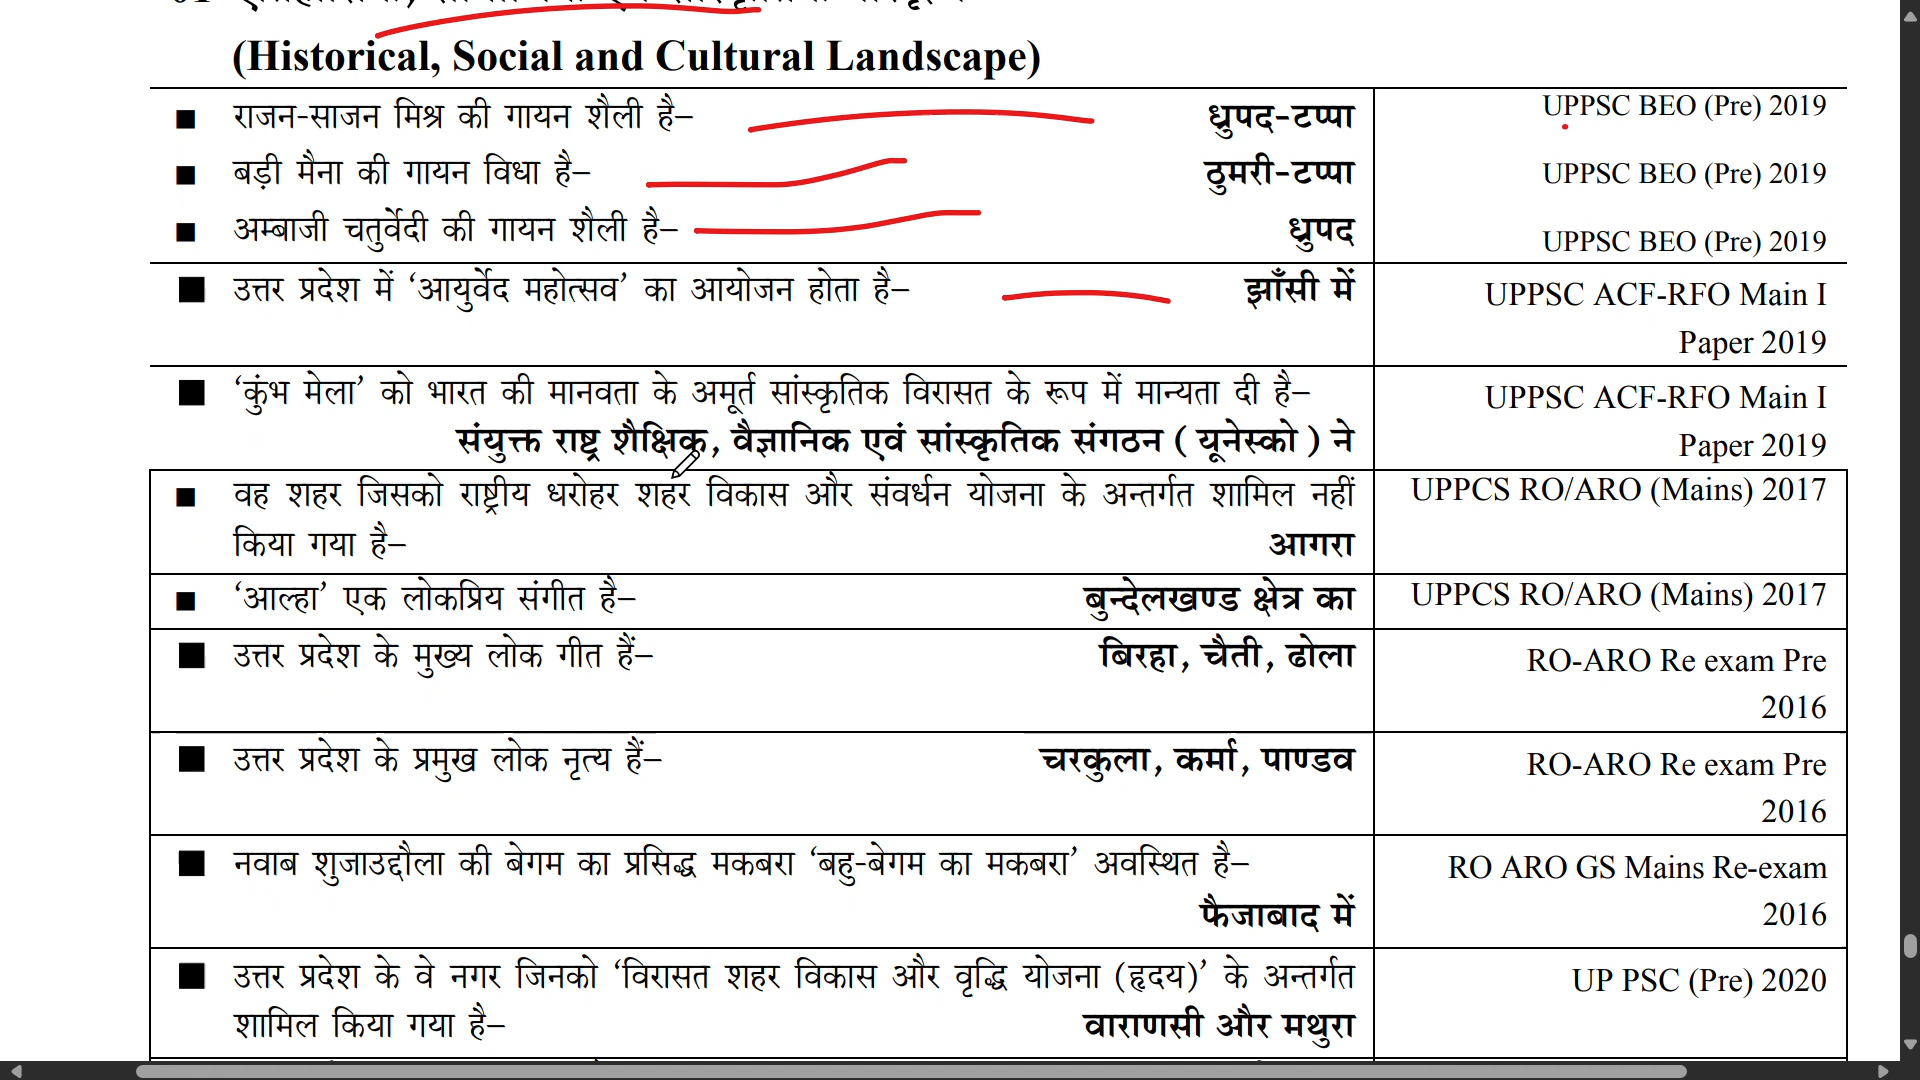 (Historical, Social and Cultural Landscape)
■ राजन-साजन मिश्र की गायन शैली है– ध्रुपद-टप्पा UPPSC BEO (Pre) 2019
■ बड़ी मैना की गायन विधा है– ठुमरी-टप्पा UPPSC BEO (Pre) 2019
■ अम्बाजी चतुर्वेदी की गायन शैली है– ध्रुपद UPPSC BEO (Pre) 2019
■ उत्तर प्रदेश में ‘आयुर्वेद महोत्सव’ का आयोजन होता है– झाँसी में UPPSC ACF-RFO Main I
Paper 2019
■ ‘कुंभ मेला’ को भारत की मानवता के अमूर्त सांस्कृतिक विरासत के रूप में मान्यता दी है– UPPSC ACF-RFO Main I
संयुक्त राष्ट्र शैक्षिक, वैज्ञानिक एवं सांस्कृतिक संगठन ( यूनेस्को ) ने Paper 2019
■ वह शहर जिसको राष्ट्रीय धरोहर शहर विकास और संवर्धन योजना के अन्तर्गत शामिल नहीं UPPCS RO/ARO (Mains) 2017
किया गया है– आगरा
■ ‘आल्हा’ एक लोकप्रिय संगीत है– बुन्देलखण्ड क्षेत्र का UPPCS RO/ARO (Mains) 2017
■ उत्तर प्रदेश के मुख्य लोक गीत हैं– बिरहा, चैती, ढोला RO-ARO Re exam Pre
2016
■ उत्तर प्रदेश के प्रमुख लोक नृत्य हैं– चरकुला, कर्मा, पाण्डव RO-ARO Re exam Pre
2016
■ नवाब शुजाउद्दौला की बेगम का प्रसिद्ध मकबरा ‘बहु-बेगम का मकबरा’ अवस्थित है– RO ARO GS Mains Re-exam
फैजाबाद में 2016
■ उत्तर प्रदेश के वे नगर जिनको ‘विरासत शहर विकास और वृद्धि योजना (हृदय)’ के अन्तर्गत UP PSC (Pre) 2020
शामिल किया गया है– वाराणसी और मथुरा